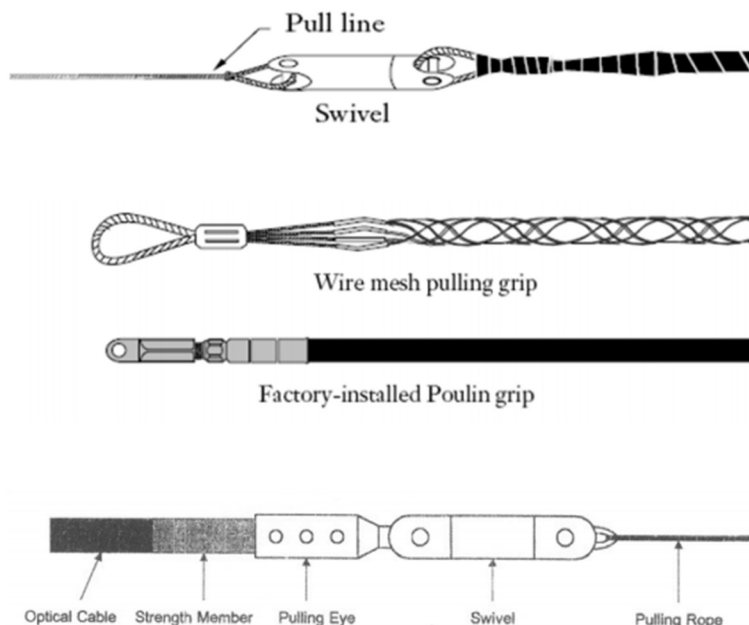 Pull line
Swivel
Wire mesh pulling grip
Factory-installed Poulin grip
Optical Cable Strength Member Pulling Eye Swivel Pulling Rope